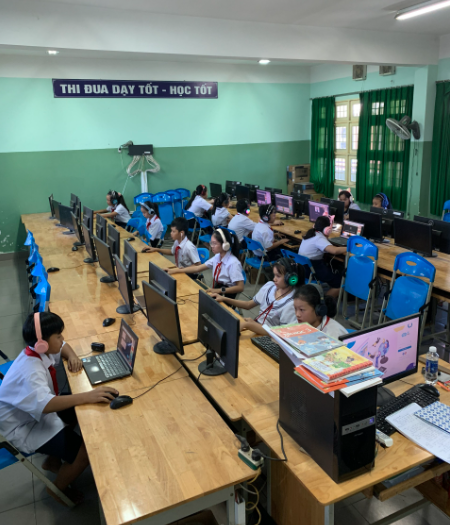 THI ĐUA DẠY TỐT - HỌC TỐT